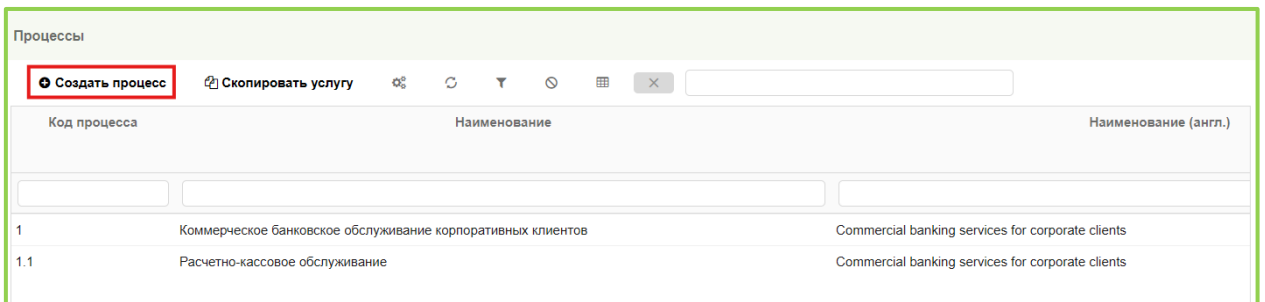 Процессы
Создать процесс Скопировать услугу
Код процесса Наименование Наименование (англ.)
1 Коммерческое банковское обслуживание корпоративных клиентов Commercial banking services for corporate clients
1.1 Расчетно-кассовое обслуживание Commercial banking services for corporate clients